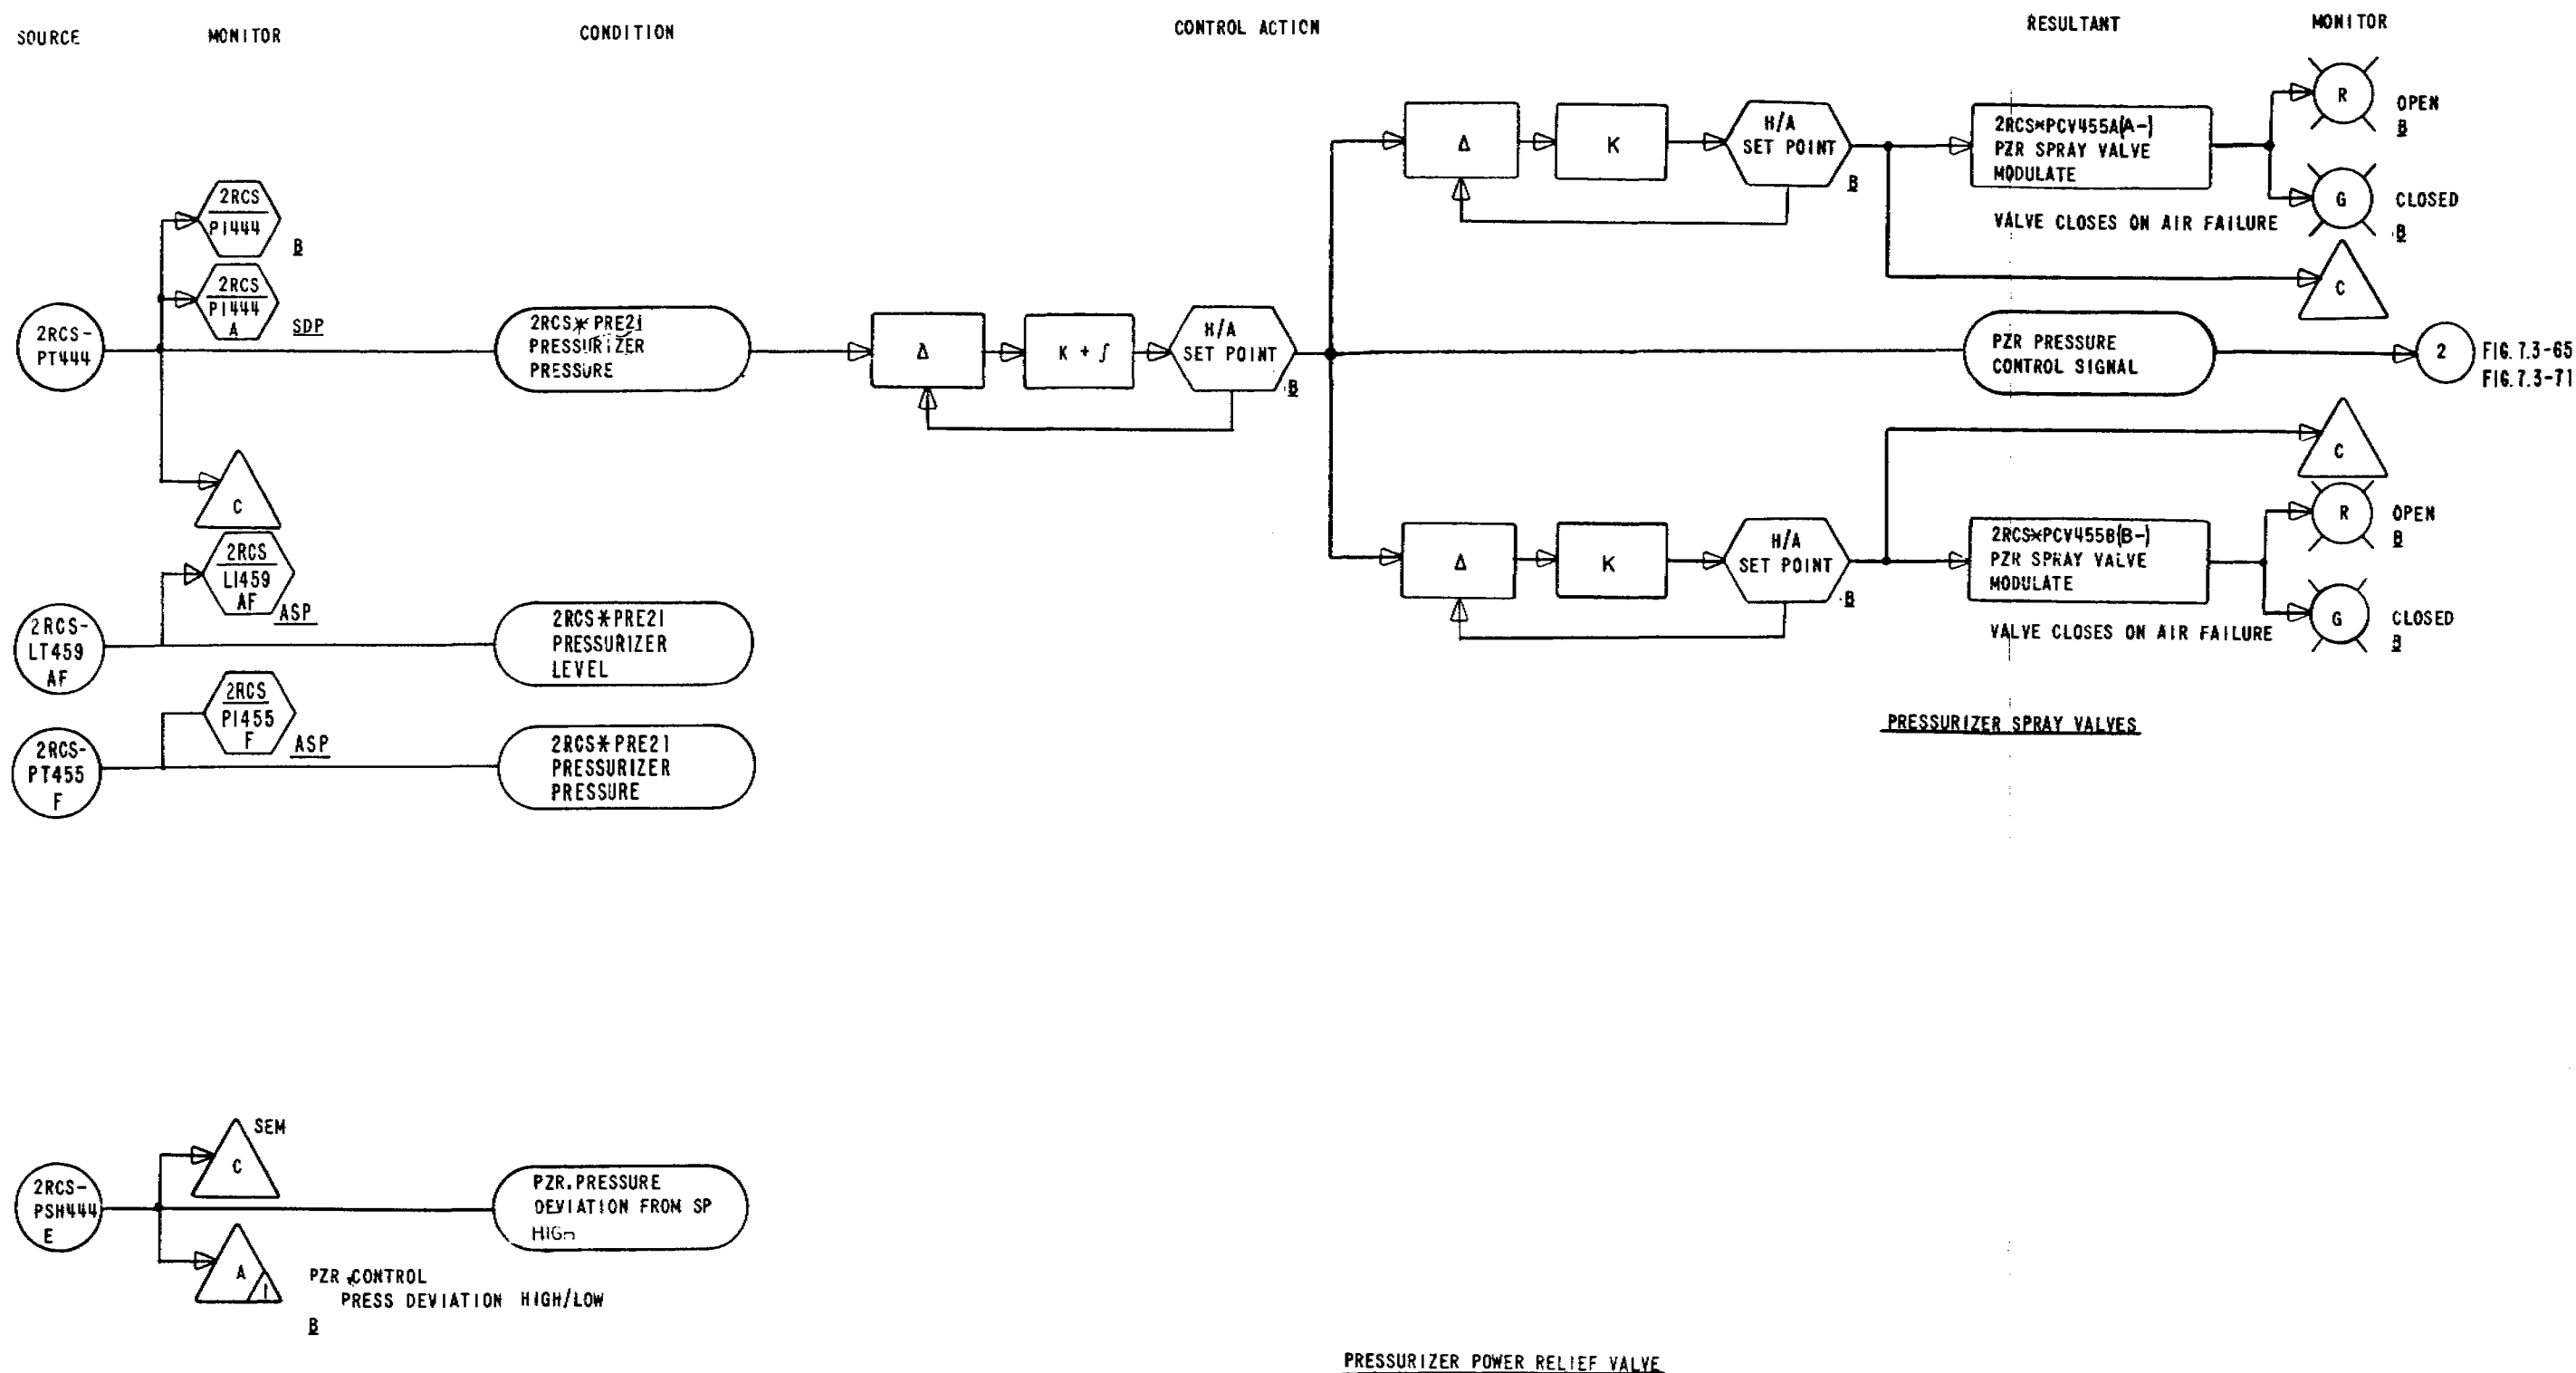 SOURCE
MONITOR
CONDITION
CONTROL ACTION
RESULTANT
MONITOR
2RCS-
PT444
2RCS
PI444
B
2RCS
PI444
A
SDP
C
2RCS*PRE21
PRESSURIZER
PRESSURE
Δ
K + ∫
H/A
SET POINT
B
Δ
K
H/A
SET POINT
B
2RCS*PCV455A(A-)
PZR SPRAY VALVE
MODULATE
VALVE CLOSES ON AIR FAILURE
R
OPEN
B
G
CLOSED
B
C
PZR PRESSURE
CONTROL SIGNAL
2
FIG. 7.3-65
FIG. 7.3-71
Δ
K
H/A
SET POINT
B
C
2RCS*PCV455B(B-)
PZR SPRAY VALVE
MODULATE
VALVE CLOSES ON AIR FAILURE
R
OPEN
B
G
CLOSED
B
2RCS-
LT459
AF
2RCS
LI459
AF
ASP
2RCS*PRE21
PRESSURIZER
LEVEL
2RCS-
PT455
F
2RCS
PI455
F
ASP
2RCS*PRE21
PRESSURIZER
PRESSURE
PRESSURIZER SPRAY VALVES
2RCS-
PSH444
E
C
SEM
A
1
PZR CONTROL
PRESS DEVIATION HIGH/LOW
B
PZR.PRESSURE
DEVIATION FROM SP
HIGH
PRESSURIZER POWER RELIEF VALVE